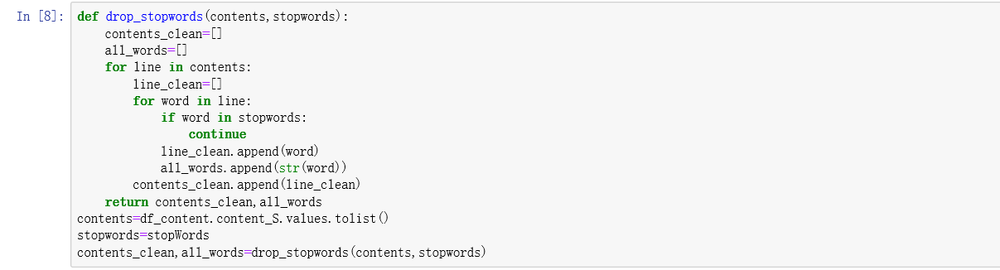 In [8]: def drop_stopwords(contents,stopwords):
    contents_clean=[]
    all_words=[]
    for line in contents:
        line_clean=[]
        for word in line:
            if word in stopwords:
                continue
            line_clean.append(word)
            all_words.append(str(word))
        contents_clean.append(line_clean)
    return contents_clean,all_words
contents=df_content.content_S.values.tolist()
stopwords=stopWords
contents_clean,all_words=drop_stopwords(contents,stopwords)